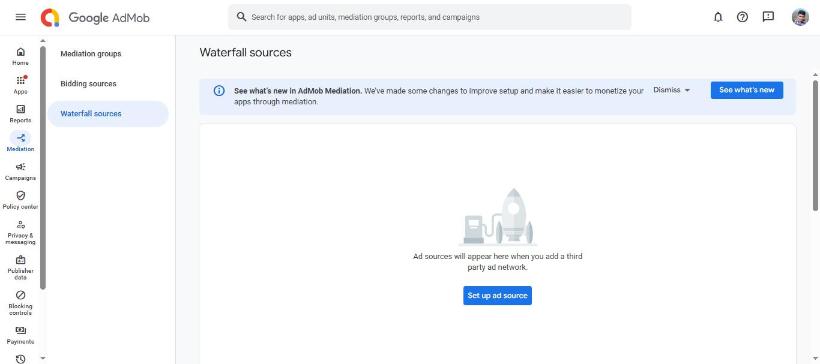 Google AdMob
Search for apps, ad units, mediation groups, reports, and campaigns
Home
Apps
Reports
Mediation
Campaigns
Policy center
Privacy &
messaging
Publisher
data
Blocking
controls
Payments
Mediation groups
Bidding sources
Waterfall sources
Waterfall sources
See what's new in AdMob Mediation. We've made some changes to improve setup and make it easier to monetize your
apps through mediation.
Dismiss
See what's new
Ad sources will appear here when you add a third
party ad network.
Set up ad source